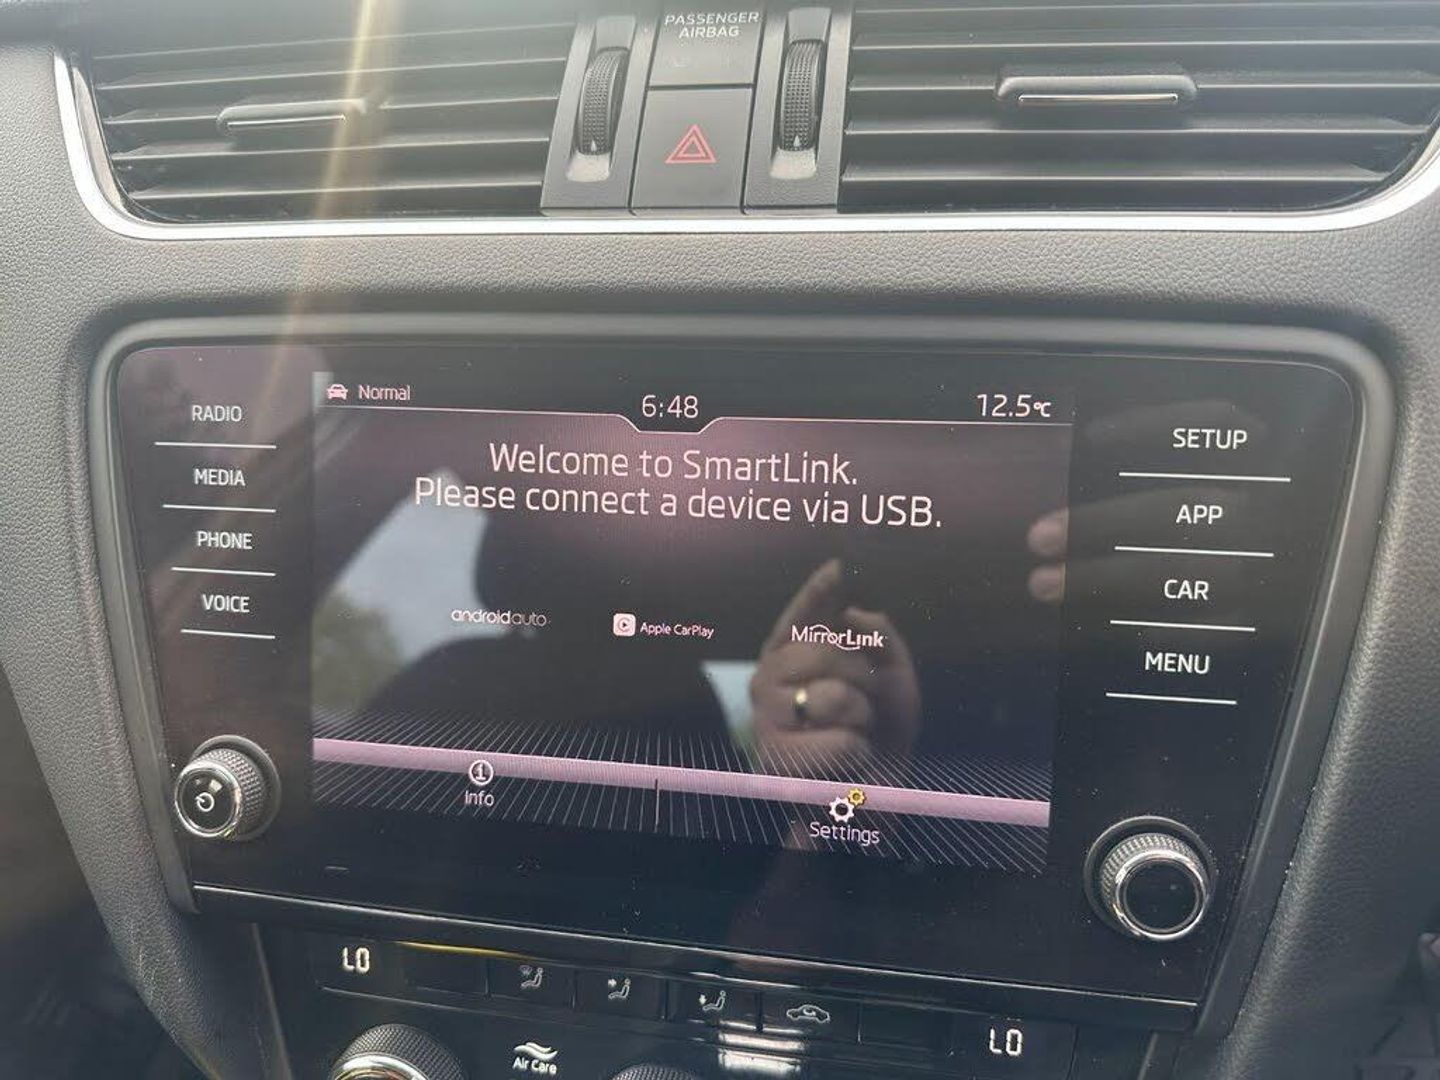 PASSENGER
AIRBAG
Normal
6:48
12.5°C
RADIO
MEDIA
PHONE
VOICE
Welcome to SmartLink.
Please connect a device via USB.
androidauto
Apple CarPlay
MirrorLink
Info
Settings
SETUP
APP
CAR
MENU
LO
LO
Air Care